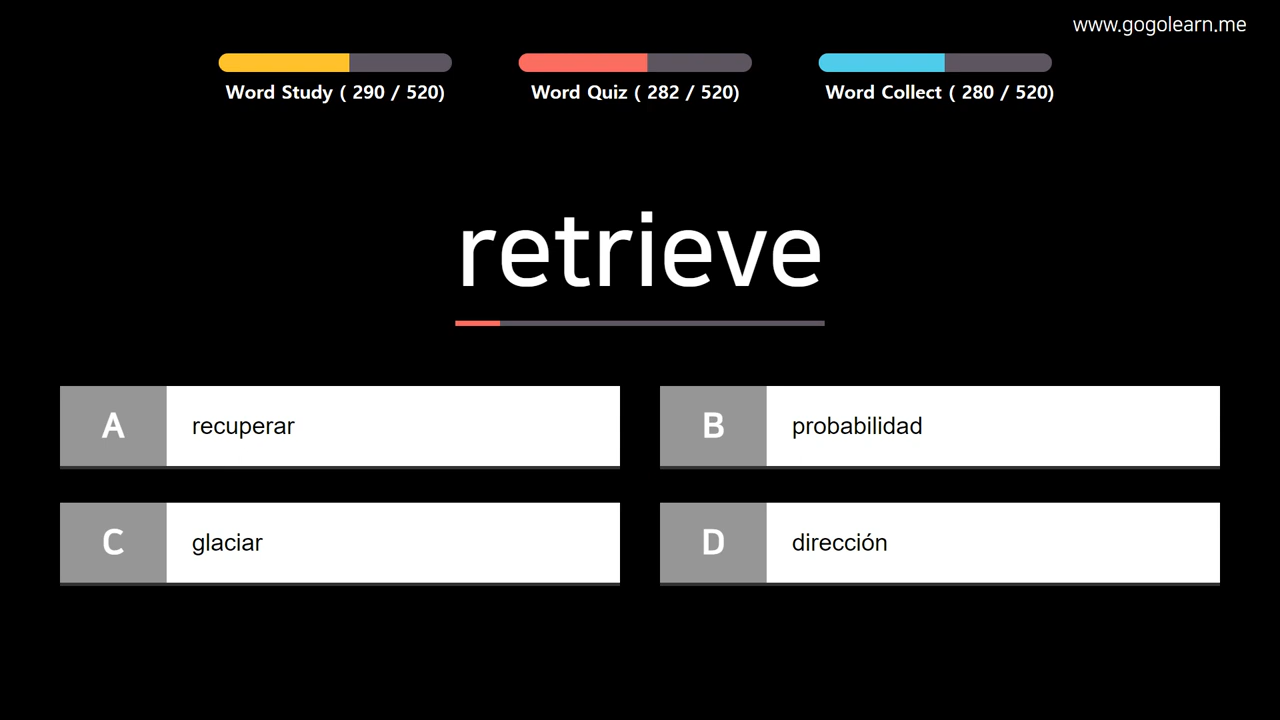 www.gogolearn.me
Word Study ( 290 / 520)
Word Quiz ( 282 / 520)
Word Collect ( 280 / 520)
retrieve
A recuperar
B probabilidad
C glaciar
D dirección